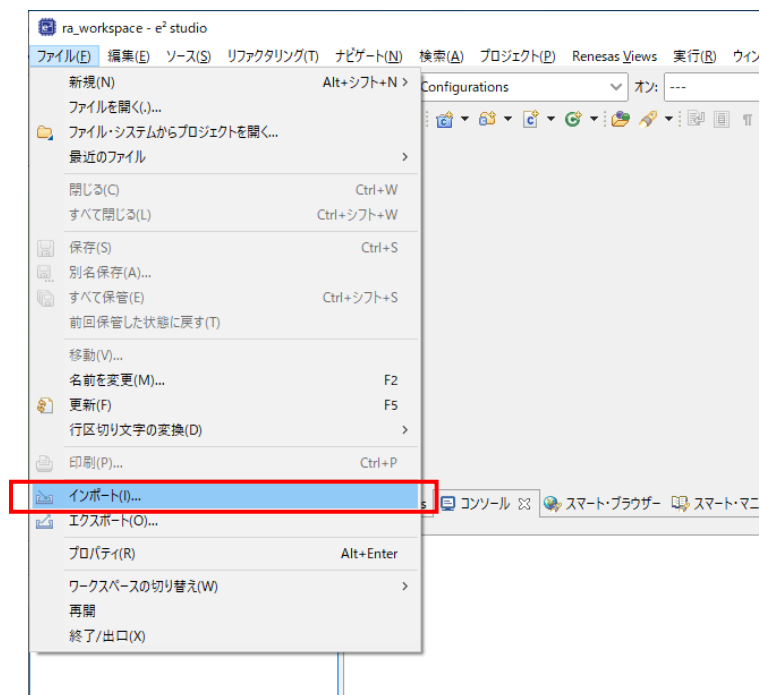 ra_workspace - e² studio
ファイル(F) 編集(E) ソース(S) リファクタリング(T) ナビゲート(N) 検索(A) プロジェクト(P) Renesas Views 実行(R) ウィン
Configurations オン: ---
新規(N) Alt+シフト+N >
ファイルを開く(.)...
ファイル・システムからプロジェクトを開く...
最近のファイル >
閉じる(C) Ctrl+W
すべて閉じる(L) Ctrl+シフト+W
保存(S) Ctrl+S
別名保存(A)...
すべて保管(E) Ctrl+シフト+S
前回保管した状態に戻す(T)
移動(V)...
名前を変更(M)... F2
更新(F) F5
行区切り文字の変換(D) >
印刷(P)... Ctrl+P
インポート(I)...
s コンソール スマート・ブラウザー スマート・マニ
エクスポート(O)...
プロパティ(R) Alt+Enter
ワークスペースの切り替え(W) >
再開
終了/出口(X)